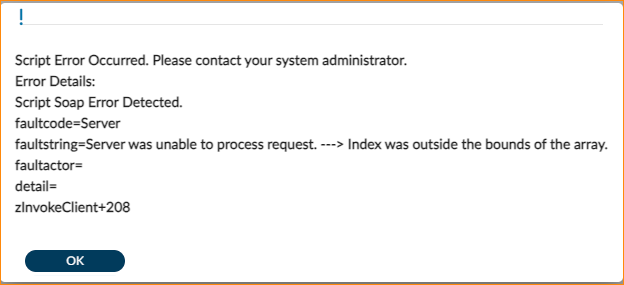 !
Script Error Occurred. Please contact your system administrator.
Error Details:
Script Soap Error Detected.
faultcode=Server
faultstring=Server was unable to process request. ---> Index was outside the bounds of the array.
faultactor=
detail=
zInvokeClient+208
OK